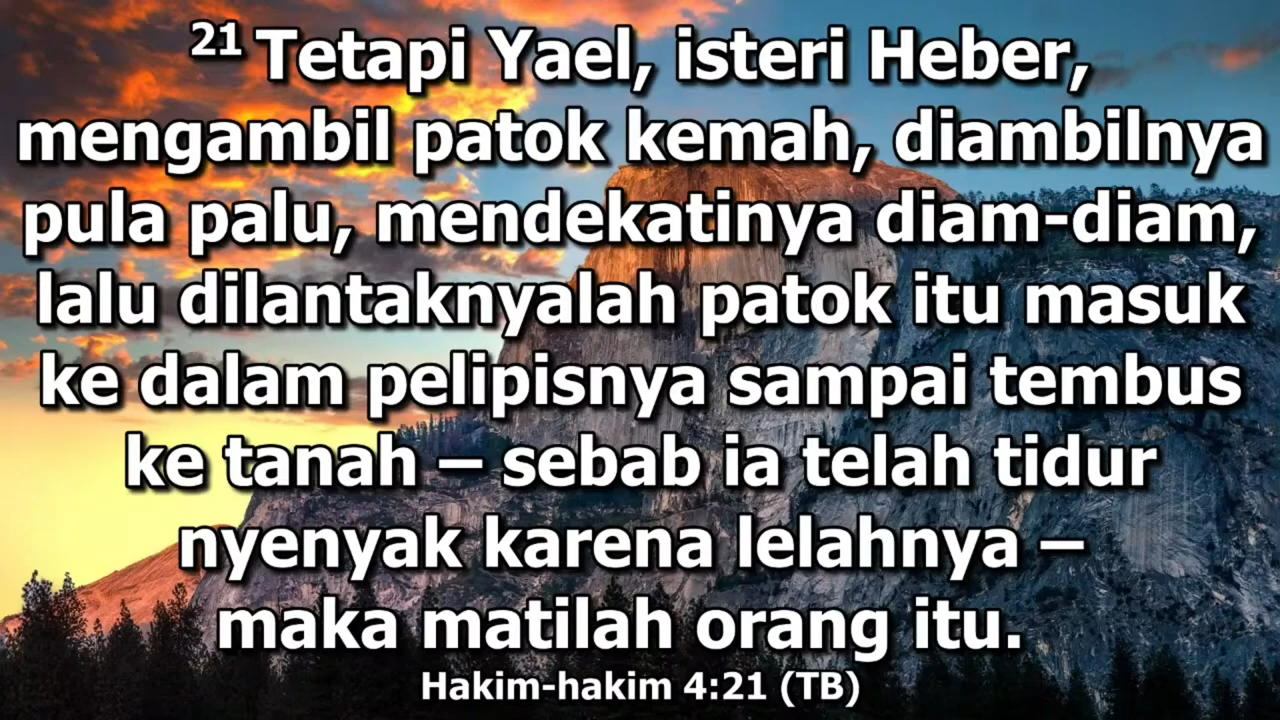 21 Tetapi Yael, isteri Heber,
mengambil patok kemah, diambilnya
pula palu, mendekatinya diam-diam,
lalu dilantaknyalah patok itu masuk
ke dalam pelipisnya sampai tembus
ke tanah – sebab ia telah tidur
nyenyak karena lelahnya –
maka matilah orang itu.
Hakim-hakim 4:21 (TB)